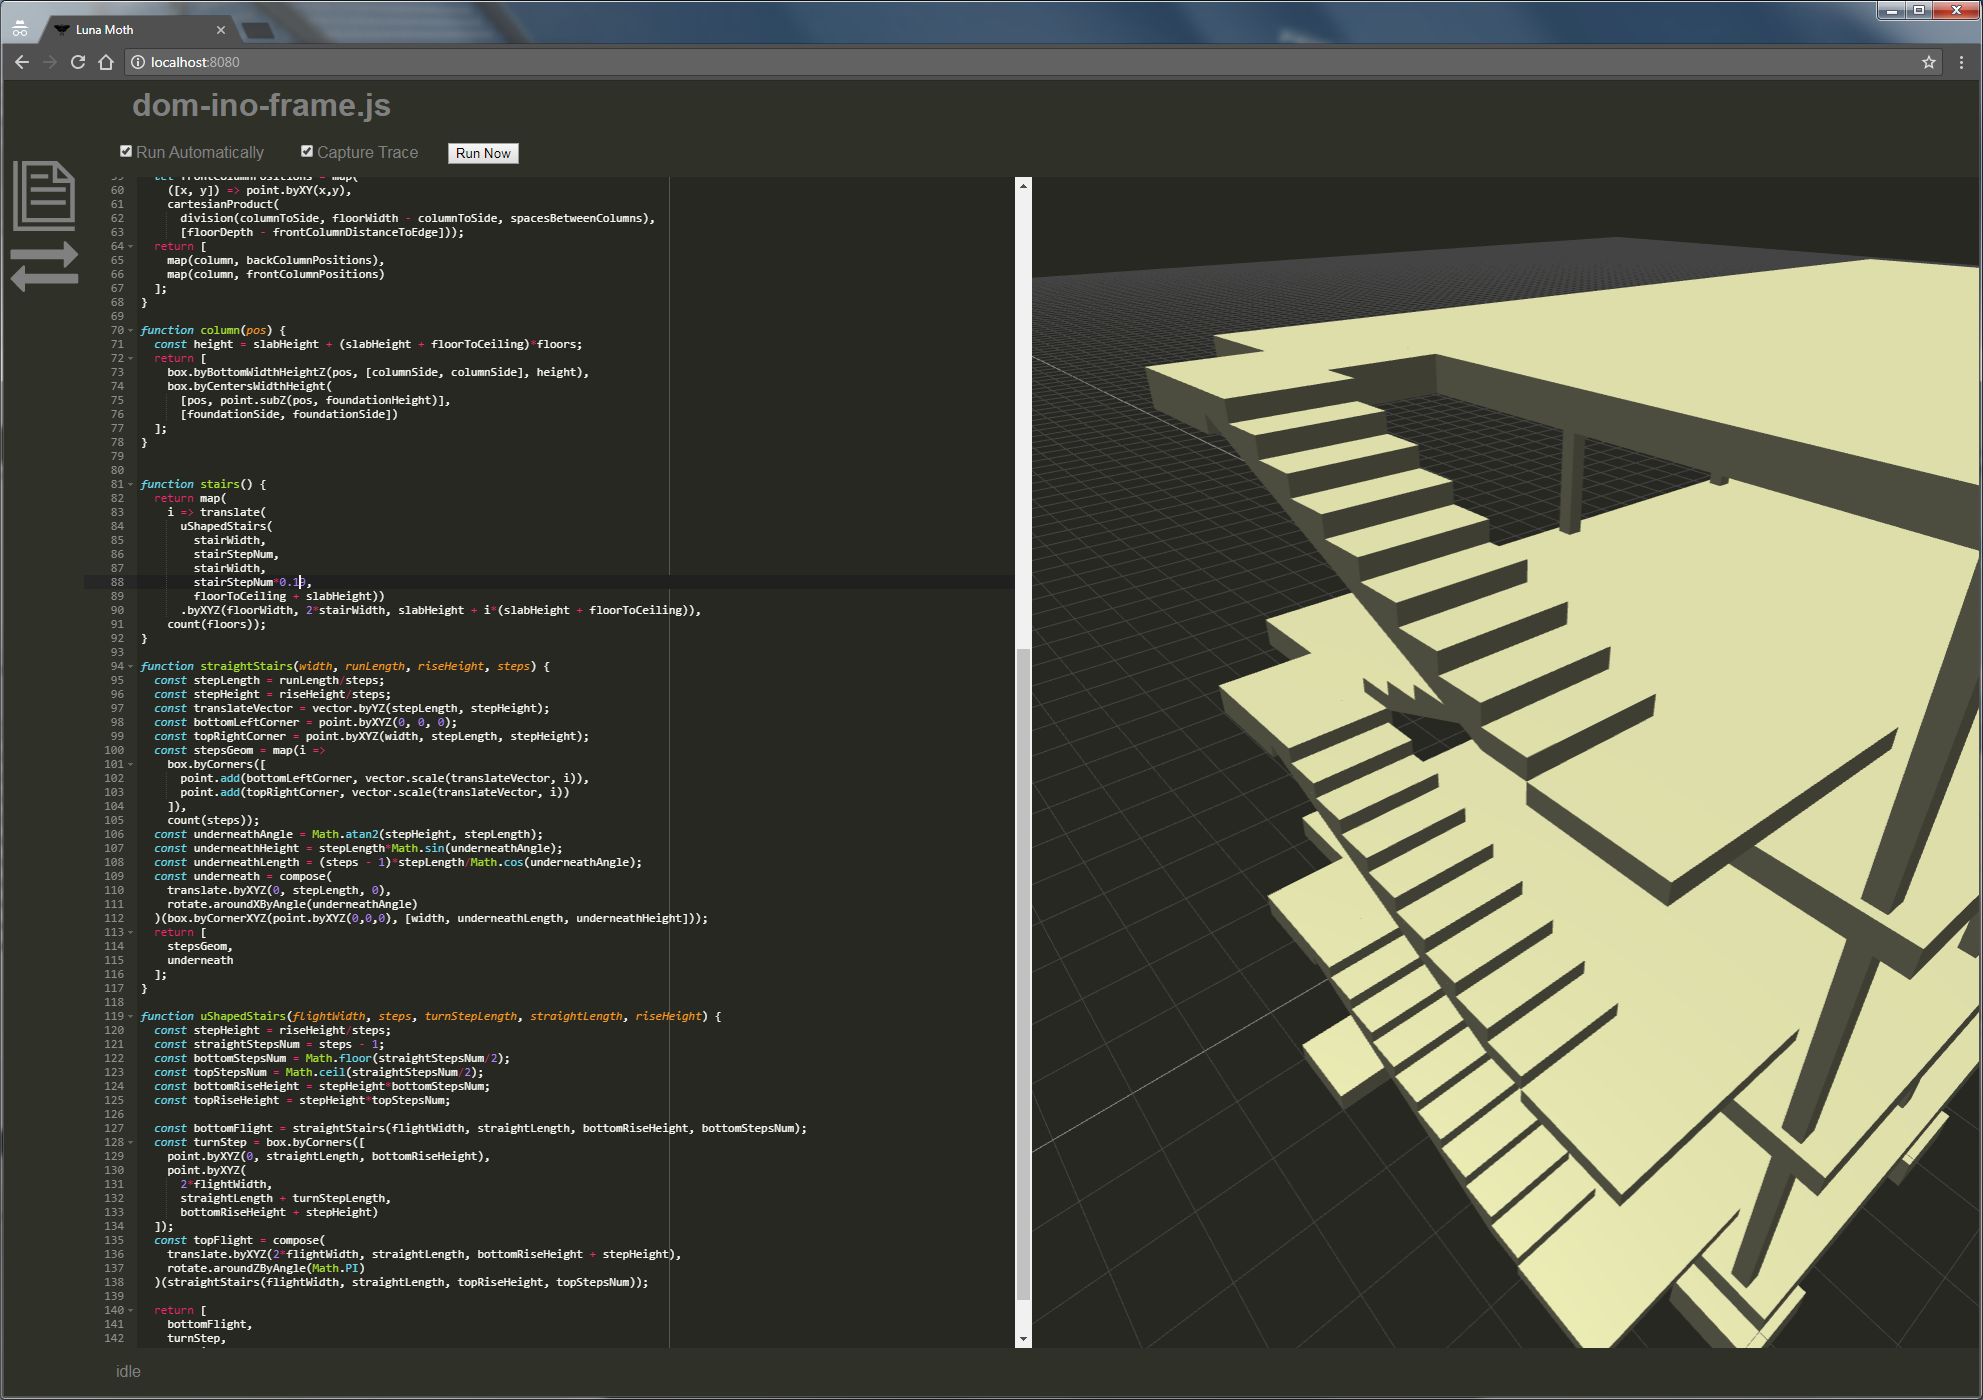 Luna Moth
localhost:8080
dom-ino-frame.js
Run Automatically Capture Trace Run Now
60 ([x, y]) => point.byXY(x,y),
61 cartesianProduct(
62 division(columnToSide, floorWidth - columnToSide, spacesBetweenColumns),
63 [floorDepth - frontColumnDistanceToEdge]));
64 return [
65 map(column, backColumnPositions),
66 map(column, frontColumnPositions)
67 ];
68 }
69
70 function column(pos) {
71 const height = slabHeight + (slabHeight + floorToCeiling)*floors;
72 return [
73 box.byBottomWidthHeightZ(pos, [columnSide, columnSide], height),
74 box.byCentersWidthHeight(
75 [pos, point.subZ(pos, foundationHeight)],
76 [foundationSide, foundationSide])
77 ];
78 }
79
80
81 function stairs() {
82 return map(
83 i => translate(
84 uShapedStairs(
85 stairWidth,
86 stairStepNum,
87 stairWidth,
88 stairStepNum*0.19,
89 floorToCeiling + slabHeight))
90 .byXYZ(floorWidth, 2*stairWidth, slabHeight + i*(slabHeight + floorToCeiling)),
91 count(floors));
92 }
93
94 function straightStairs(width, runLength, riseHeight, steps) {
95 const stepLength = runLength/steps;
96 const stepHeight = riseHeight/steps;
97 const translateVector = vector.byYZ(stepLength, stepHeight);
98 const bottomLeftCorner = point.byXYZ(0, 0, 0);
99 const topRightCorner = point.byXYZ(width, stepLength, stepHeight);
100 const stepsGeom = map(i =>
101 box.byCorners([
102 point.add(bottomLeftCorner, vector.scale(translateVector, i)),
103 point.add(topRightCorner, vector.scale(translateVector, i))
104 ]),
105 count(steps));
106 const underneathAngle = Math.atan2(stepHeight, stepLength);
107 const underneathHeight = stepLength*Math.sin(underneathAngle);
108 const underneathLength = (steps - 1)*stepLength/Math.cos(underneathAngle);
109 const underneath = compose(
110 translate.byXYZ(0, stepLength, 0),
111 rotate.aroundXByAngle(underneathAngle)
112 )(box.byCornerXYZ(point.byXYZ(0,0,0), [width, underneathLength, underneathHeight]));
113 return [
114 stepsGeom,
115 underneath
116 ];
117 }
118
119 function uShapedStairs(flightWidth, steps, turnStepLength, straightLength, riseHeight) {
120 const stepHeight = riseHeight/steps;
121 const straightStepsNum = steps - 1;
122 const bottomStepsNum = Math.floor(straightStepsNum/2);
123 const topStepsNum = Math.ceil(straightStepsNum/2);
124 const bottomRiseHeight = stepHeight*bottomStepsNum;
125 const topRiseHeight = stepHeight*topStepsNum;
126
127 const bottomFlight = straightStairs(flightWidth, straightLength, bottomRiseHeight, bottomStepsNum);
128 const turnStep = box.byCorners([
129 point.byXYZ(0, straightLength, bottomRiseHeight),
130 point.byXYZ(
131 2*flightWidth,
132 straightLength + turnStepLength,
133 bottomRiseHeight + stepHeight)
134 ]);
135 const topFlight = compose(
136 translate.byXYZ(2*flightWidth, straightLength, bottomRiseHeight + stepHeight),
137 rotate.aroundZByAngle(Math.PI)
138 )(straightStairs(flightWidth, straightLength, topRiseHeight, topStepsNum));
139
140 return [
141 bottomFlight,
142 turnStep,
idle